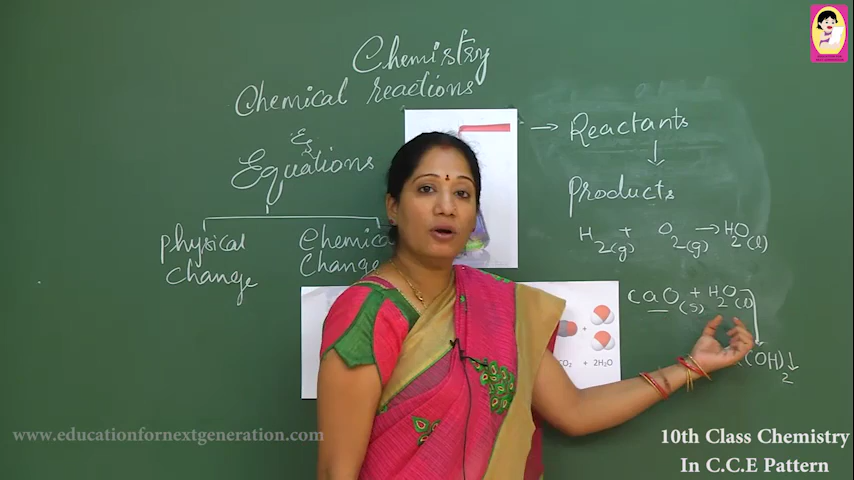 Chemistry
Chemical reactions
&
Equations
physical
change
Chemica
Change
→ Reactants
↓
products
H2(g) + O2(g) → H2O(l)
CaO(s) + H2O(l)
(OH)2↓
CO2 + 2H2O
www.educationfornextgeneration.com
10th Class Chemistry
In C.C.E Pattern